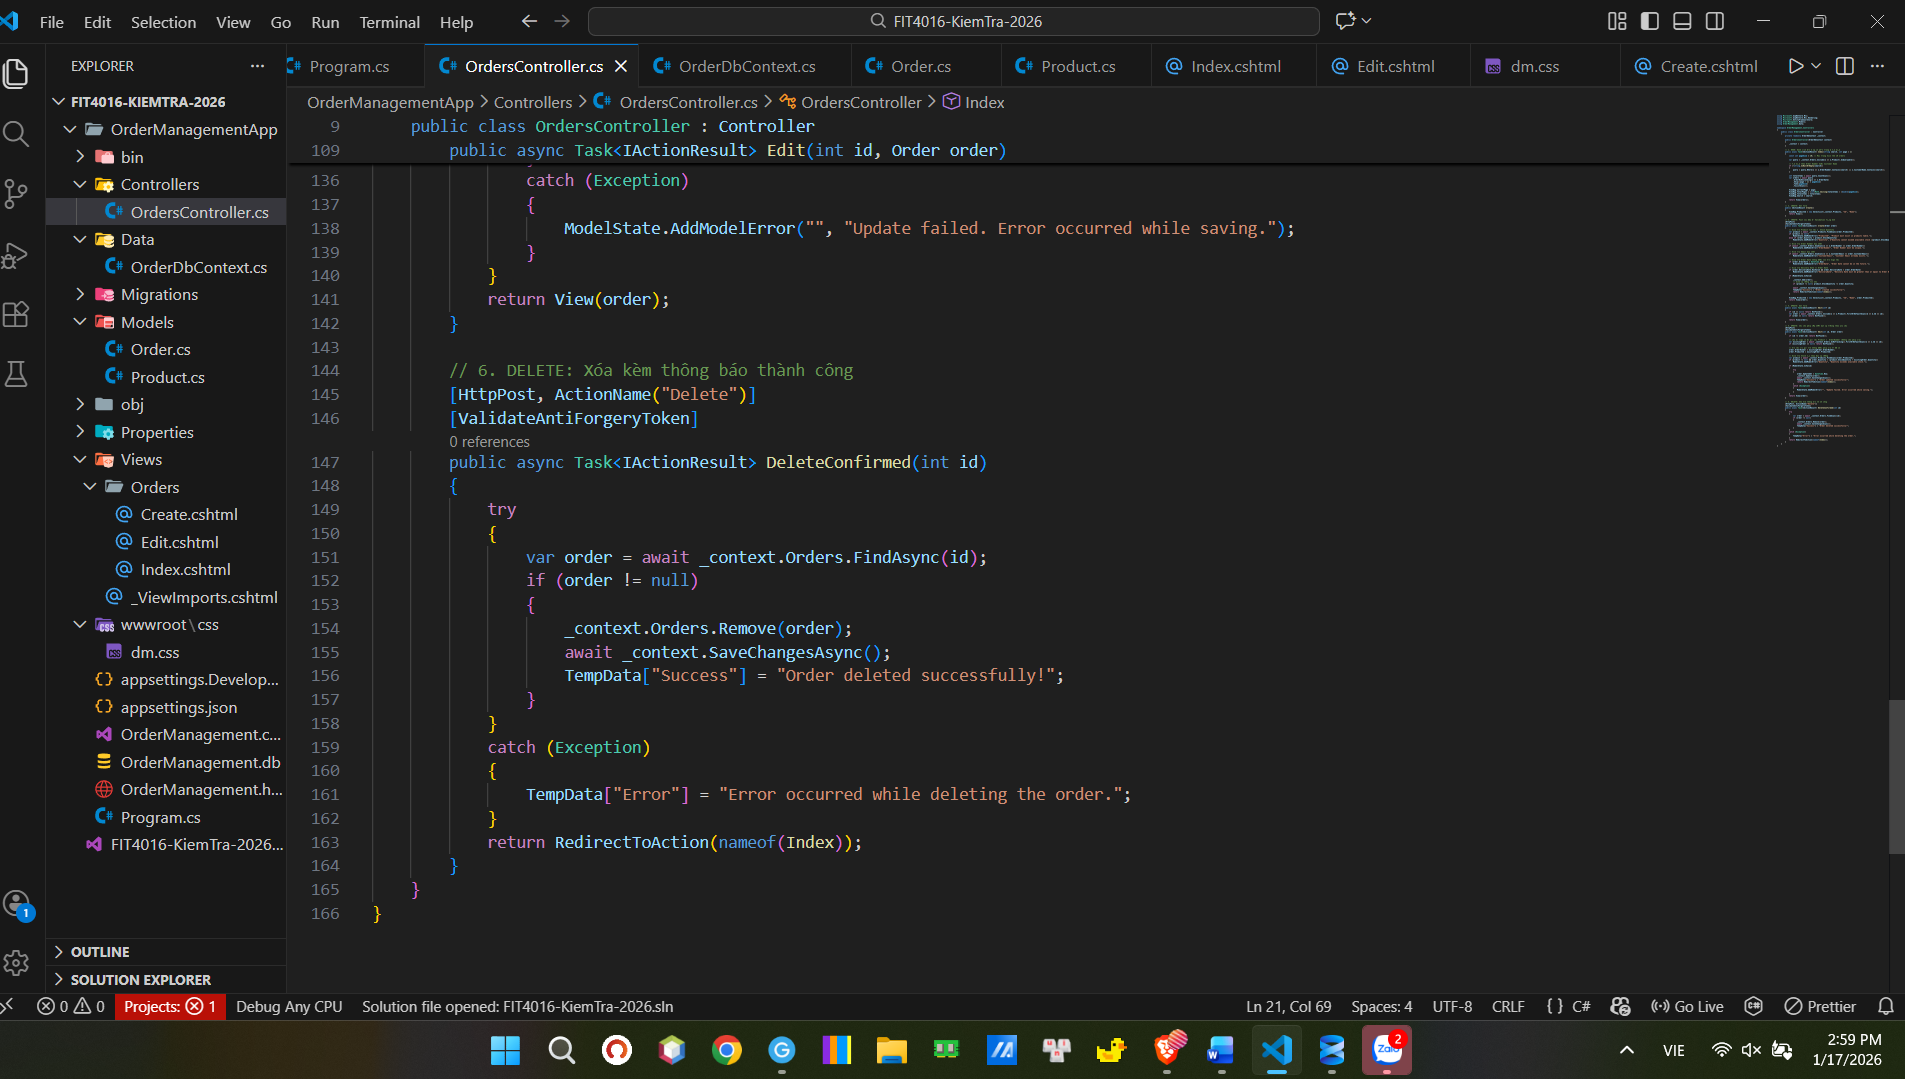 File Edit Selection View Go Run Terminal Help
FIT4016-KiemTra-2026
EXPLORER
Program.cs
OrdersController.cs
OrderDbContext.cs
Order.cs
Product.cs
Index.cshtml
Edit.cshtml
dm.css
Create.cshtml
FIT4016-KIEMTRA-2026
OrderManagementApp
bin
Controllers
OrdersController.cs
Data
OrderDbContext.cs
Migrations
Models
Order.cs
Product.cs
obj
Properties
Views
Orders
Create.cshtml
Edit.cshtml
Index.cshtml
_ViewImports.cshtml
wwwroot\css
dm.css
appsettings.Develop...
appsettings.json
OrderManagement.c...
OrderManagement.db
OrderManagement.h...
Program.cs
FIT4016-KiemTra-2026...
OUTLINE
SOLUTION EXPLORER
OrderManagementApp > Controllers > OrdersController.cs > OrdersController > Index
9 public class OrdersController : Controller
109 public async Task<IActionResult> Edit(int id, Order order)
136 catch (Exception)
137 {
138 ModelState.AddModelError("", "Update failed. Error occurred while saving.");
139 }
140 }
141 return View(order);
142 }
143
144 // 6. DELETE: Xóa kèm thông báo thành công
145 [HttpPost, ActionName("Delete")]
146 [ValidateAntiForgeryToken]
0 references
147 public async Task<IActionResult> DeleteConfirmed(int id)
148 {
149 try
150 {
151 var order = await _context.Orders.FindAsync(id);
152 if (order != null)
153 {
154 _context.Orders.Remove(order);
155 await _context.SaveChangesAsync();
156 TempData["Success"] = "Order deleted successfully!";
157 }
158 }
159 catch (Exception)
160 {
161 TempData["Error"] = "Error occurred while deleting the order.";
162 }
163 return RedirectToAction(nameof(Index));
164 }
165 }
166 }
1
0 0 Projects: 1 Debug Any CPU Solution file opened: FIT4016-KiemTra-2026.sln
Ln 21, Col 69 Spaces: 4 UTF-8 CRLF {} C# Go Live Prettier
Zalo 2
VIE
2:59 PM
1/17/2026